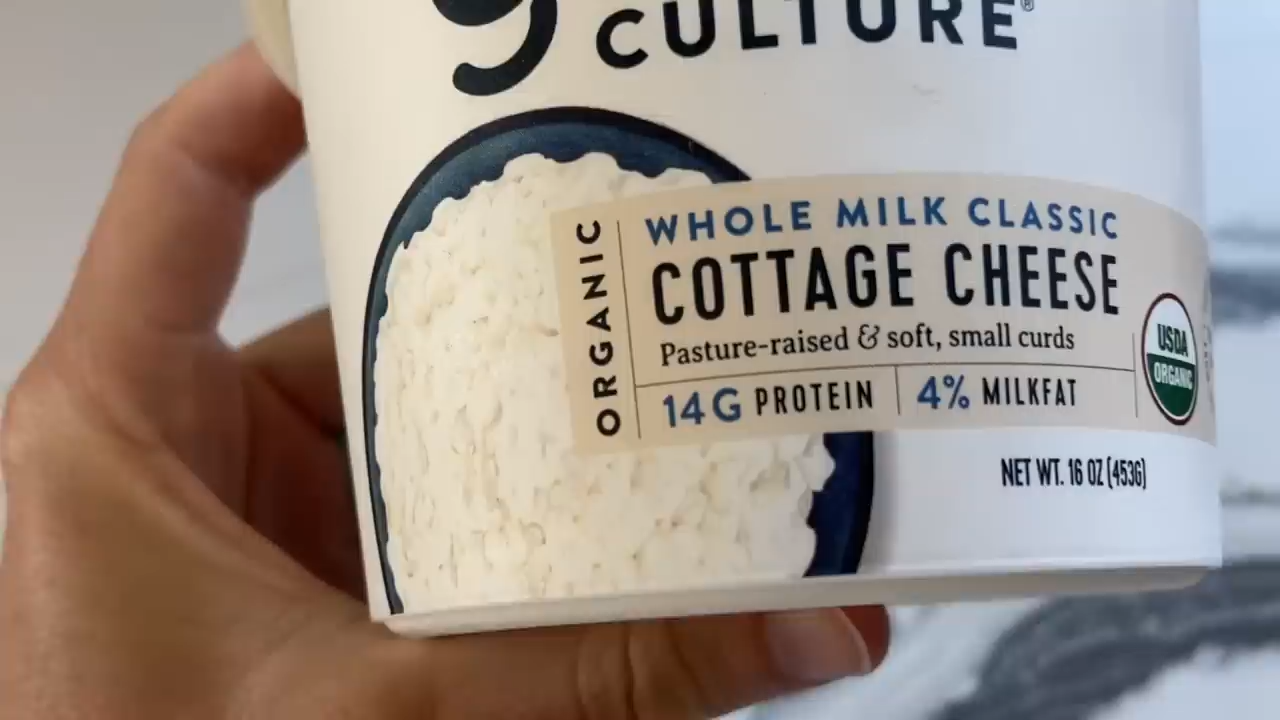 CULTURE®
ORGANIC
WHOLE MILK CLASSIC
COTTAGE CHEESE
Pasture-raised & soft, small curds
14G PROTEIN
4% MILKFAT
USDA
ORGANIC
NET WT. 16 OZ (453G)